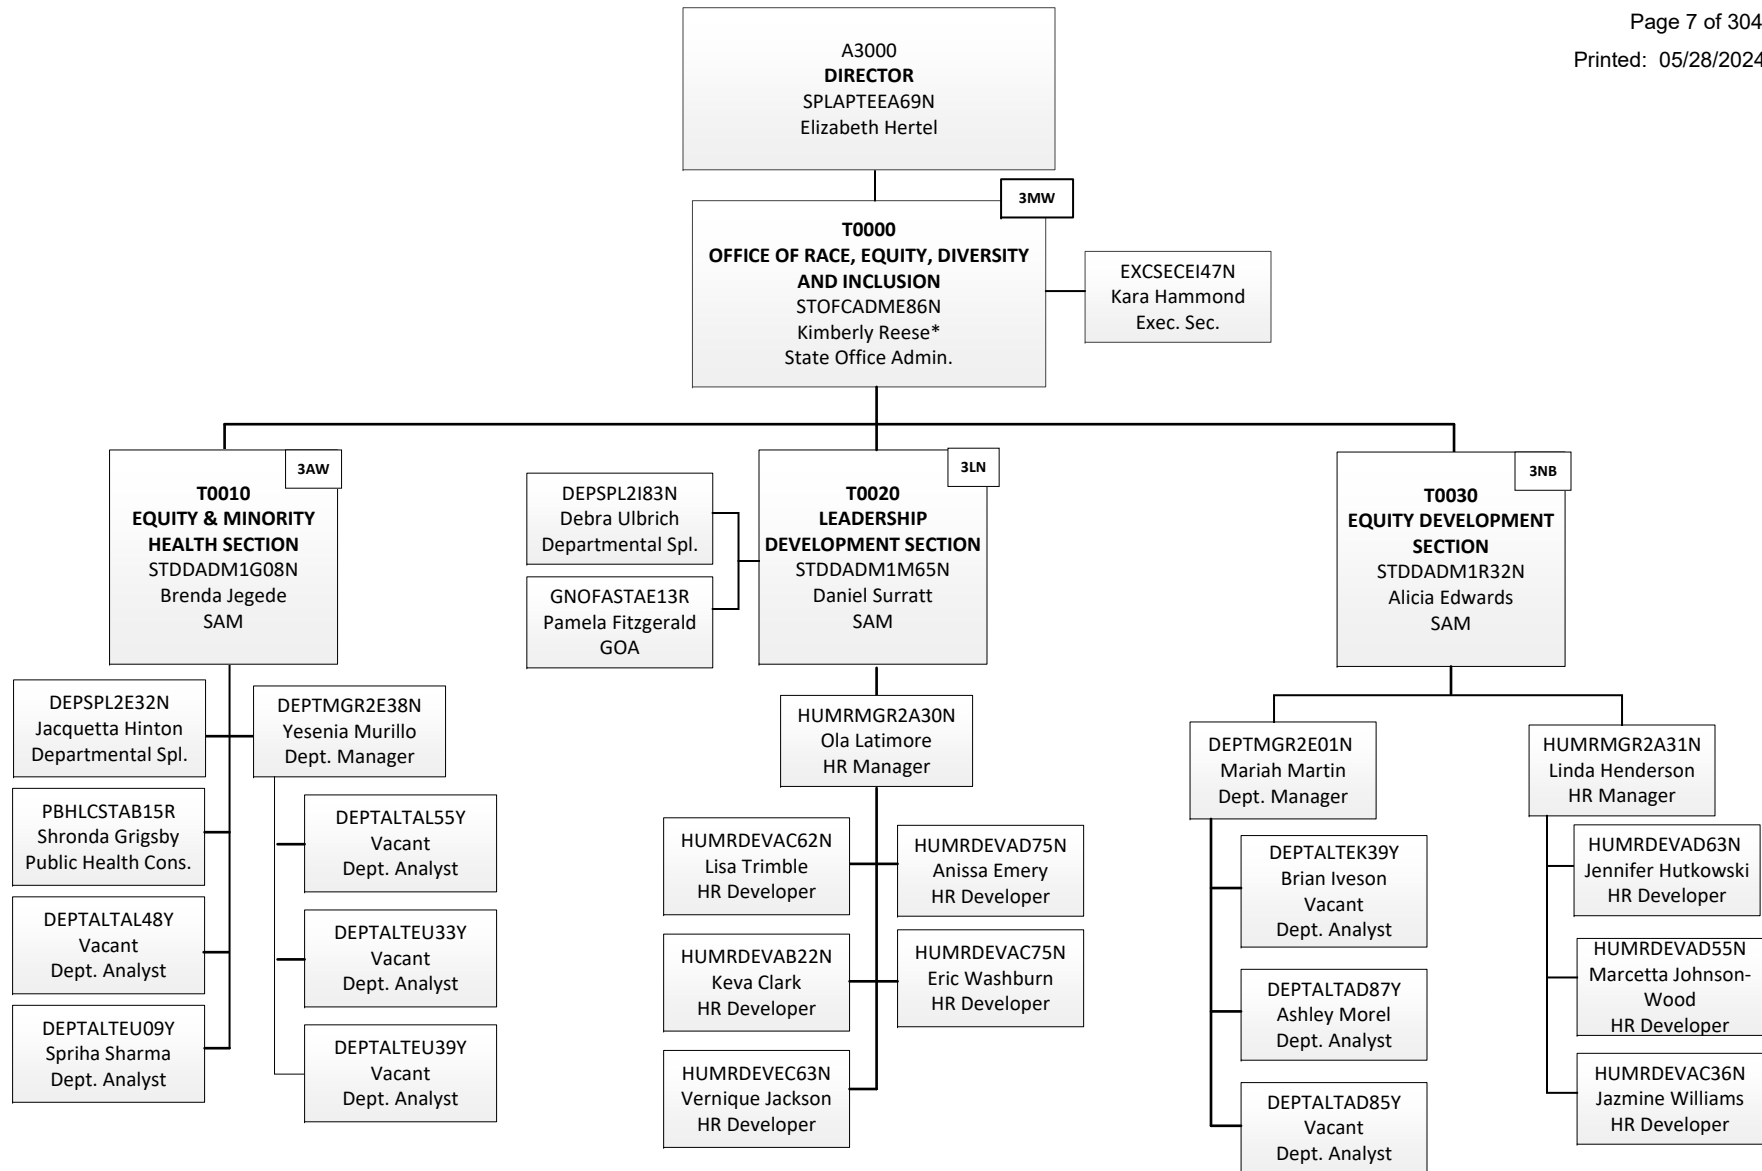 Page 7 of 304
Printed: 05/28/2024
A3000
DIRECTOR
SPLAPTEEA69N
Elizabeth Hertel
3MW
T0000
OFFICE OF RACE, EQUITY, DIVERSITY
AND INCLUSION
STOFCADME86N
Kimberly Reese*
State Office Admin.
EXCSECEI47N
Kara Hammond
Exec. Sec.
3AW
T0010
EQUITY & MINORITY
HEALTH SECTION
STDDADM1G08N
Brenda Jegede
SAM
DEPSPL2E32N
Jacquetta Hinton
Departmental Spl.
DEPTMGR2E38N
Yesenia Murillo
Dept. Manager
PBHLCSTAB15R
Shronda Grigsby
Public Health Cons.
DEPTALTAL48Y
Vacant
Dept. Analyst
DEPTALTEU09Y
Spriha Sharma
Dept. Analyst
DEPTALTAL55Y
Vacant
Dept. Analyst
DEPTALTEU33Y
Vacant
Dept. Analyst
DEPTALTEU39Y
Vacant
Dept. Analyst
DEPSPL2I83N
Debra Ulbrich
Departmental Spl.
GNOFASTAE13R
Pamela Fitzgerald
GOA
3LN
T0020
LEADERSHIP
DEVELOPMENT SECTION
STDDADM1M65N
Daniel Surratt
SAM
HUMRMGR2A30N
Ola Latimore
HR Manager
HUMRDEVAC62N
Lisa Trimble
HR Developer
HUMRDEVAD75N
Anissa Emery
HR Developer
HUMRDEVAB22N
Keva Clark
HR Developer
HUMRDEVAC75N
Eric Washburn
HR Developer
HUMRDEVEC63N
Vernique Jackson
HR Developer
3NB
T0030
EQUITY DEVELOPMENT
SECTION
STDDADM1R32N
Alicia Edwards
SAM
DEPTMGR2E01N
Mariah Martin
Dept. Manager
DEPTALTEK39Y
Brian Iveson
Vacant
Dept. Analyst
DEPTALTAD87Y
Ashley Morel
Dept. Analyst
DEPTALTAD85Y
Vacant
Dept. Analyst
HUMRMGR2A31N
Linda Henderson
HR Manager
HUMRDEVAD63N
Jennifer Hutkowski
HR Developer
HUMRDEVAD55N
Marcetta Johnson-
Wood
HR Developer
HUMRDEVAC36N
Jazmine Williams
HR Developer